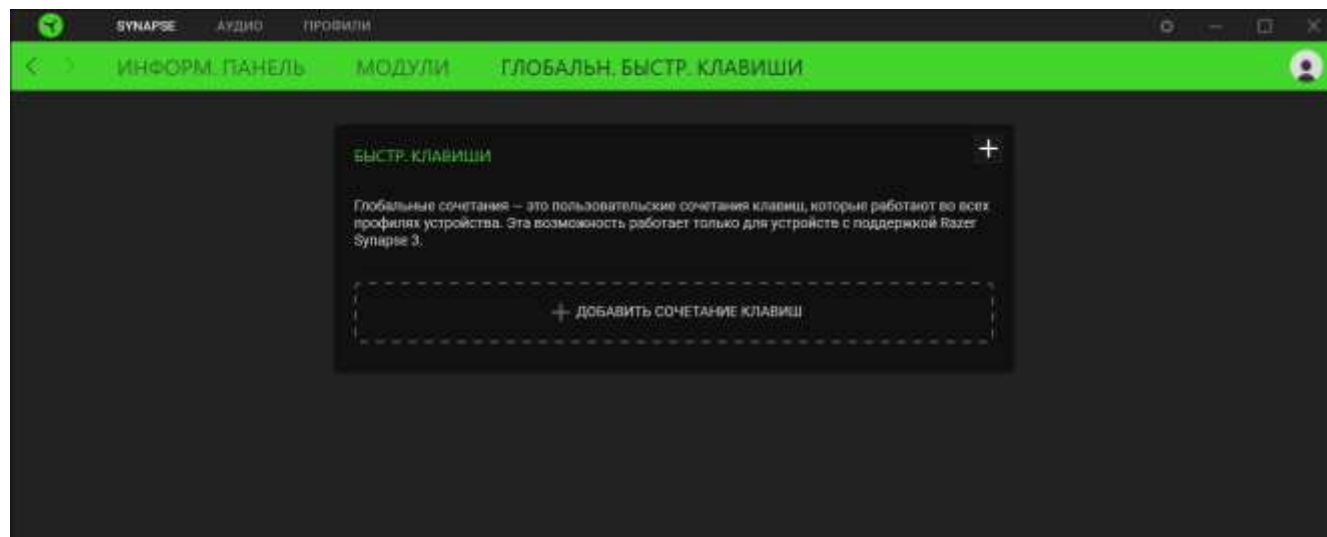 SYNAPSE АУДИО ПРОФИЛИ
ИНФОРМ. ПАНЕЛЬ МОДУЛИ ГЛОБАЛЬН. БЫСТР. КЛАВИШИ
БЫСТР. КЛАВИШИ
Глобальные сочетания — это пользовательские сочетания клавиш, которые работают во всех
профилях устройства. Эта возможность работает только для устройств с поддержкой Razer
Synapse 3.
ДОБАВИТЬ СОЧЕТАНИЕ КЛАВИШ